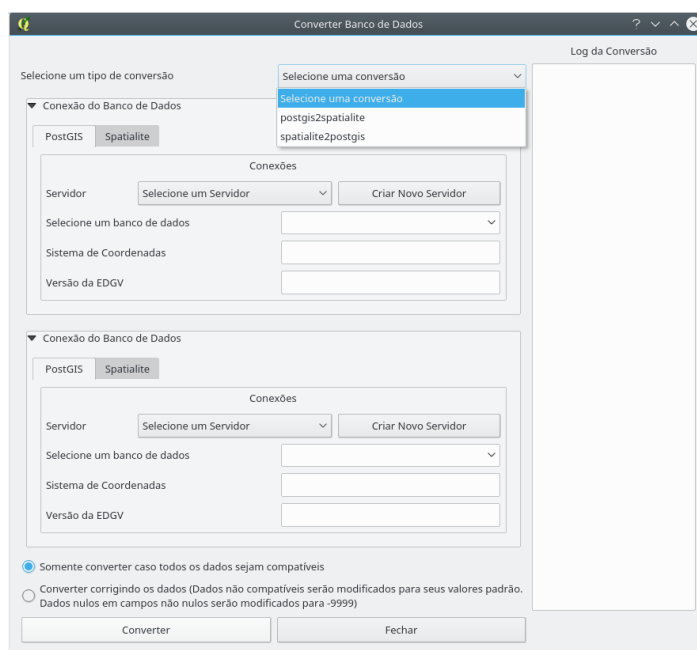 Converter Banco de Dados
Log da Conversão
Selecione um tipo de conversão
Selecione uma conversão
Selecione uma conversão
postgis2spatialite
spatialite2postgis
Conexão do Banco de Dados
PostGIS Spatialite
Conexões
Servidor Selecione um Servidor Criar Novo Servidor
Selecione um banco de dados
Sistema de Coordenadas
Versão da EDGV
Conexão do Banco de Dados
PostGIS Spatialite
Conexões
Servidor Selecione um Servidor Criar Novo Servidor
Selecione um banco de dados
Sistema de Coordenadas
Versão da EDGV
Somente converter caso todos os dados sejam compatíveis
Converter corrigindo os dados (Dados não compatíveis serão modificados para seus valores padrão.
Dados nulos em campos não nulos serão modificados para -9999)
Converter Fechar